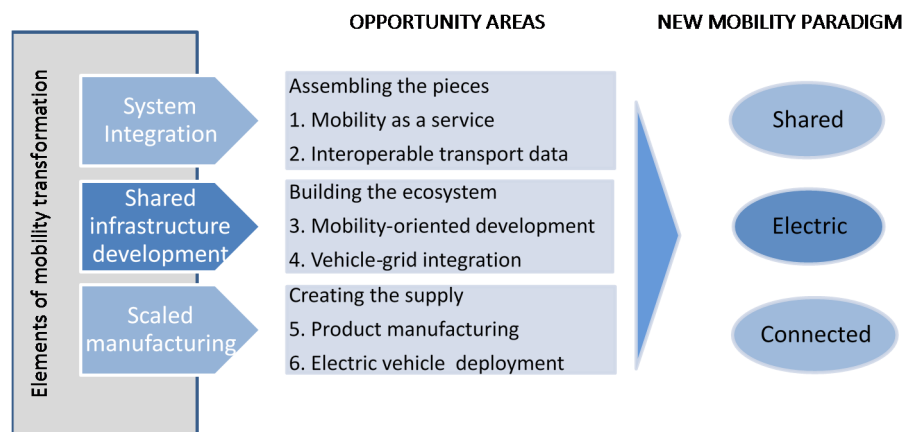 OPPORTUNITY AREAS
NEW MOBILITY PARADIGM
Elements of mobility transformation
System
Integration
Assembling the pieces
1. Mobility as a service
2. Interoperable transport data
Shared
infrastructure
development
Building the ecosystem
3. Mobility-oriented development
4. Vehicle-grid integration
Scaled
manufacturing
Creating the supply
5. Product manufacturing
6. Electric vehicle  deployment
Shared
Electric
Connected